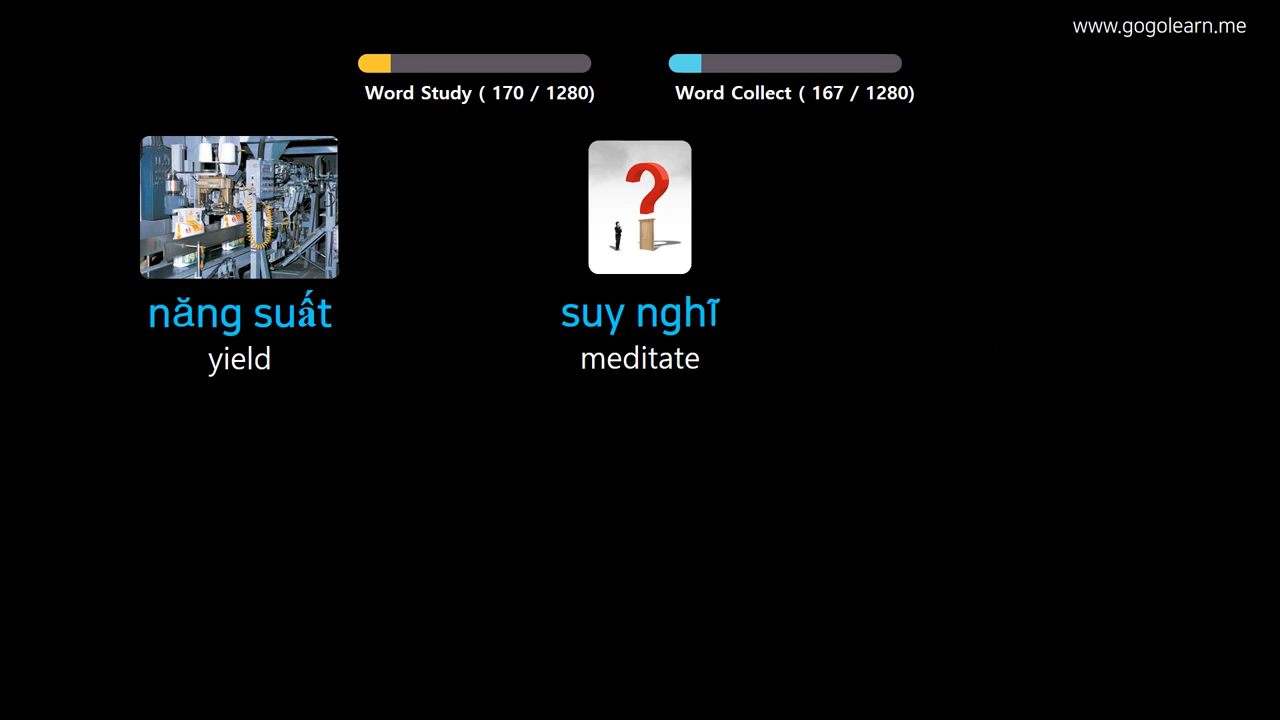 www.gogolearn.me
Word Study ( 170 / 1280)
Word Collect ( 167 / 1280)
năng suất
yield
suy nghĩ
meditate